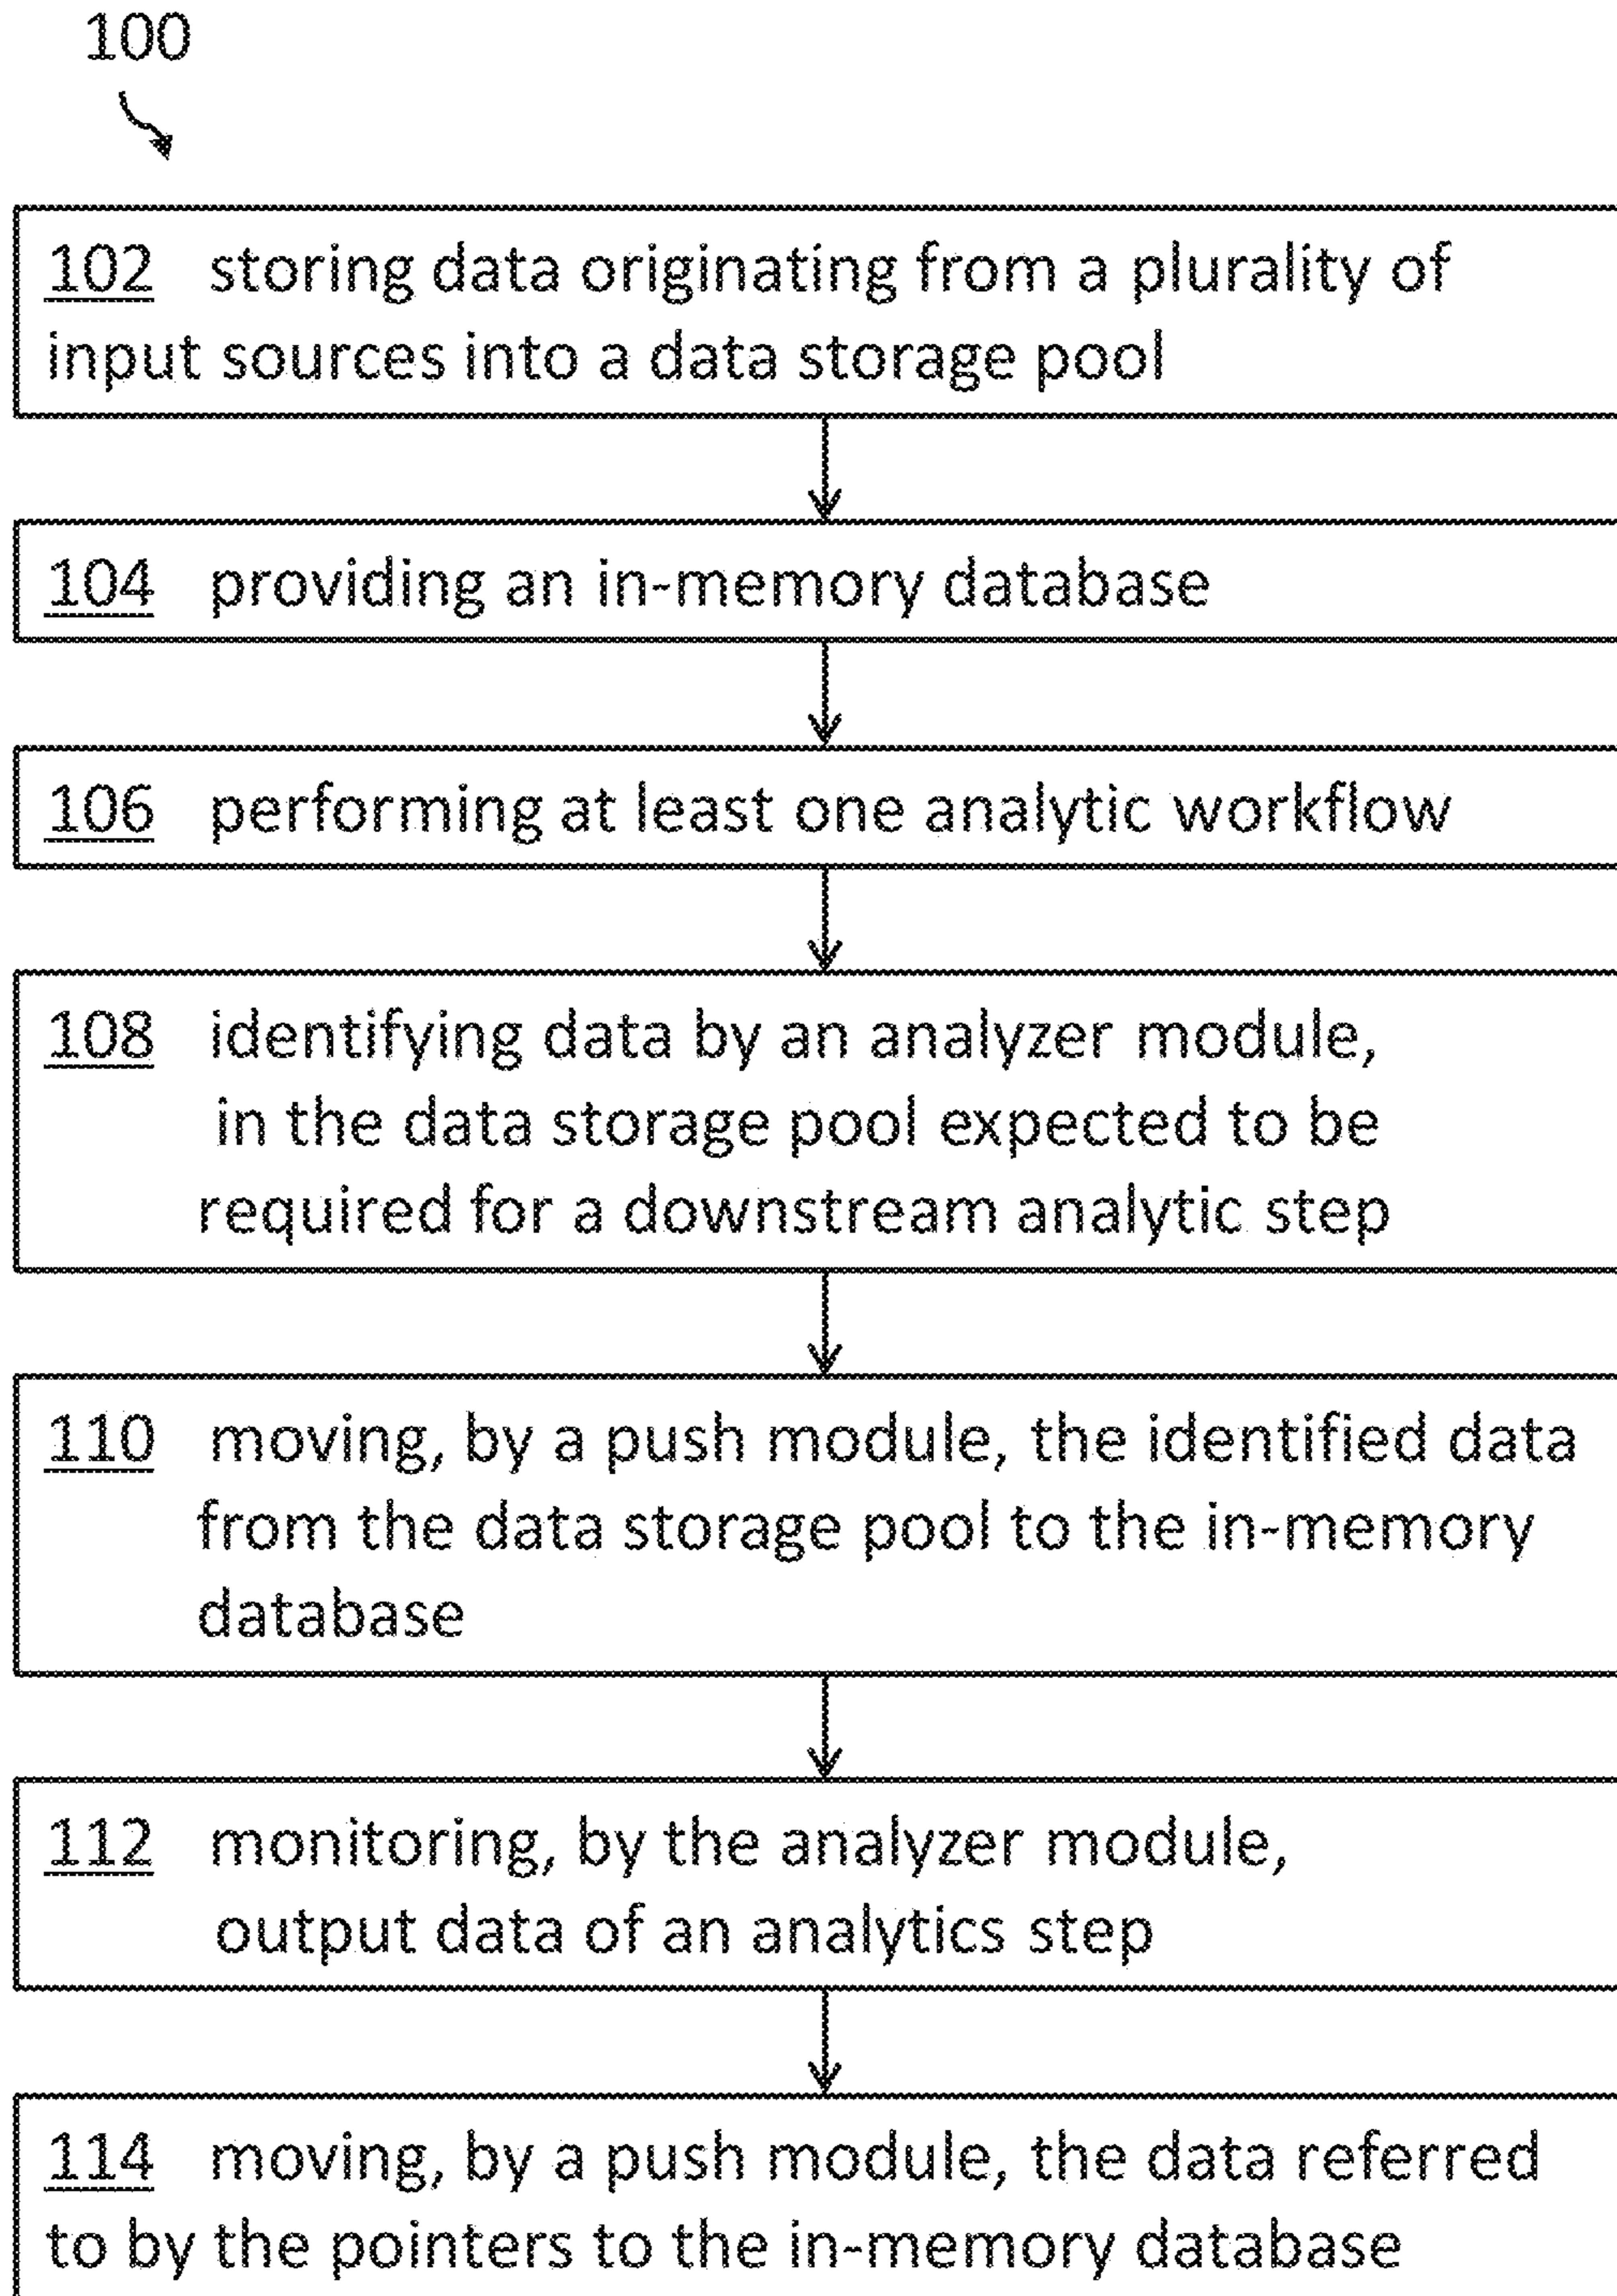 100
102 storing data originating from a plurality of
input sources into a data storage pool
104 providing an in-memory database
106 performing at least one analytic workflow
108 identifying data by an analyzer module,
in the data storage pool expected to be
required for a downstream analytic step
110 moving, by a push module, the identified data
from the data storage pool to the in-memory
database
112 monitoring, by the analyzer module,
output data of an analytics step
114 moving, by a push module, the data referred
to by the pointers to the in-memory database